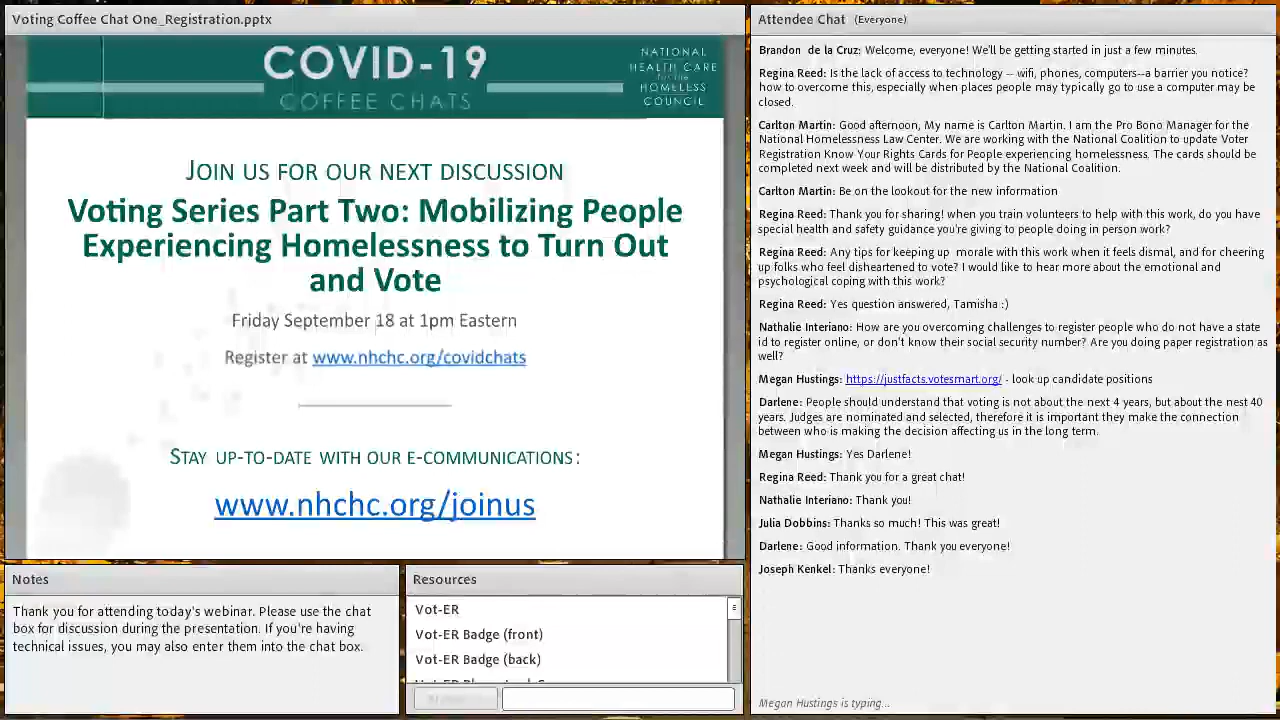 Voting Coffee Chat One_Registration.pptx
COVID-19
COFFEE CHATS
NATIONAL
HEALTH CARE
for the
HOMELESS
COUNCIL
JOIN US FOR OUR NEXT DISCUSSION
Voting Series Part Two: Mobilizing People
Experiencing Homelessness to Turn Out
and Vote
Friday September 18 at 1pm Eastern
Register at www.nhchc.org/covidchats
STAY UP-TO-DATE WITH OUR E-COMMUNICATIONS:
www.nhchc.org/joinus
Notes
Thank you for attending today's webinar. Please use the chat
box for discussion during the presentation. If you're having
technical issues, you may also enter them into the chat box.
Resources
Vot-ER
Vot-ER Badge (front)
Vot-ER Badge (back)
Attendee Chat (Everyone)
Brandon de la Cruz: Welcome, everyone! We'll be getting started in just a few minutes.
Regina Reed: Is the lack of access to technology -- wifi, phones, computers--a barrier you notice?
how to overcome this, especially when places people may typically go to use a computer may be
closed.
Carlton Martin: Good afternoon, My name is Carlton Martin. I am the Pro Bono Manager for the
National Homelessness Law Center. We are working with the National Coalition to update Voter
Registration Know Your Rights Cards for People experiencing homelessness. The cards should be
completed next week and will be distributed by the National Coalition.
Carlton Martin: Be on the lookout for the new information
Regina Reed: Thank you for sharing! when you train volunteers to help with this work, do you have
special health and safety guidance you're giving to people doing in person work?
Regina Reed: Any tips for keeping up morale with this work when it feels dismal, and for cheering
up folks who feel disheartened to vote? I would like to hear more about the emotional and
psychological coping with this work?
Regina Reed: Yes question answered, Tamisha :)
Nathalie Interiano: How are you overcoming challenges to register people who do not have a state
id to register online, or don't know their social security number? Are you doing paper registration as
well?
Megan Hustings: https://justfacts.votesmart.org/ - look up candidate positions
Darlene: People should understand that voting is not about the next 4 years, but about the nest 40
years. Judges are nominated and selected, therefore it is important they make the connection
between who is making the decision affecting us in the long term.
Megan Hustings: Yes Darlene!
Regina Reed: Thank you for a great chat!
Nathalie Interiano: Thank you!
Julia Dobbins: Thanks so much! This was great!
Darlene: Good information. Thank you everyone!
Joseph Kenkel: Thanks everyone!
Megan Hustings is typing...